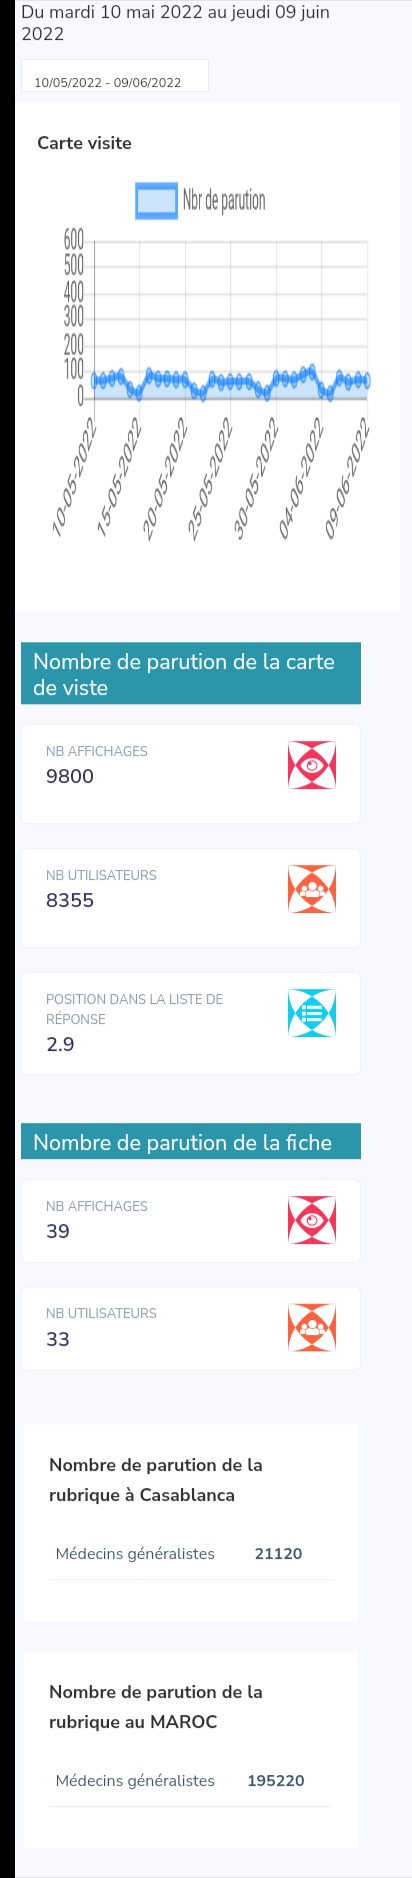 Du mardi 10 mai 2022 au jeudi 09 juin
2022
10/05/2022 - 09/06/2022
Carte visite
Nbr de parution
600
500
400
300
200
100
0
10-05-2022
15-05-2022
20-05-2022
25-05-2022
30-05-2022
04-06-2022
09-06-2022
Nombre de parution de la carte
de viste
NB AFFICHAGES
9800
NB UTILISATEURS
8355
POSITION DANS LA LISTE DE
RÉPONSE
2.9
Nombre de parution de la fiche
NB AFFICHAGES
39
NB UTILISATEURS
33
Nombre de parution de la
rubrique à Casablanca
Médecins généralistes 21120
Nombre de parution de la
rubrique au MAROC
Médecins généralistes 195220